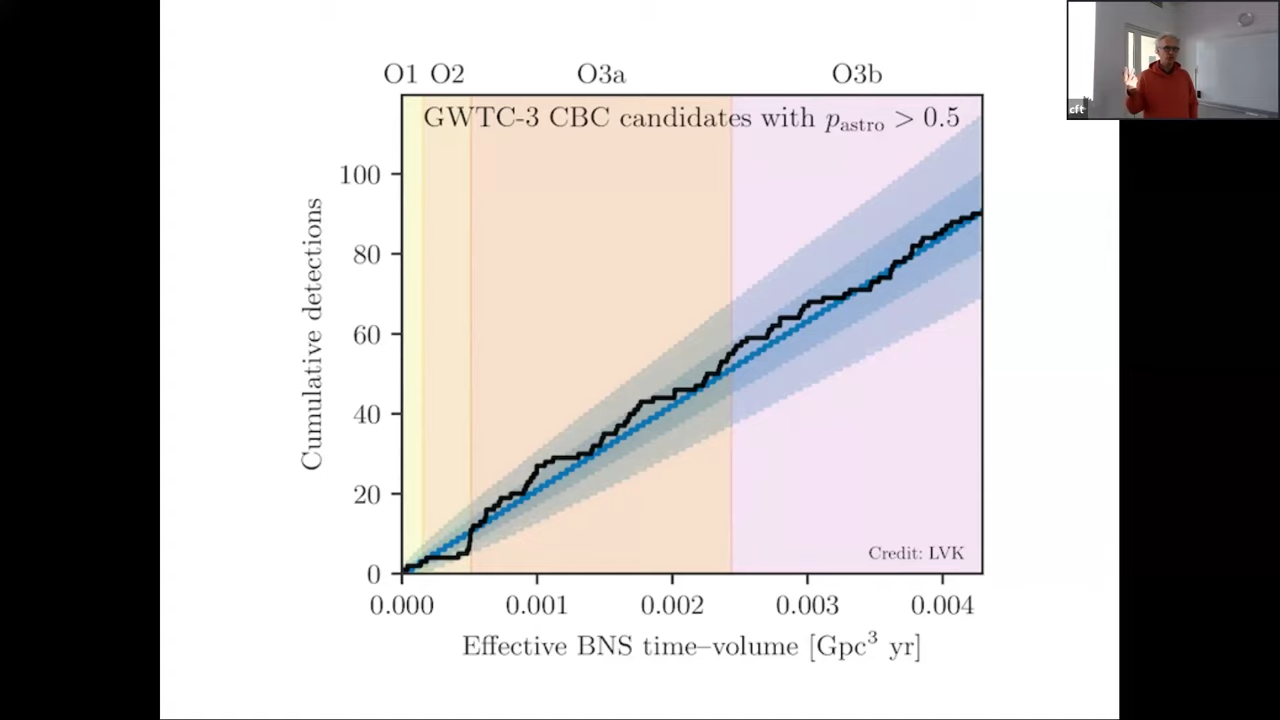 O1 O2 O3a O3b
GWTC-3 CBC candidates with p_astro > 0.5
100
80
60
40
20
0
Cumulative detections
Credit: LVK
0.000 0.001 0.002 0.003 0.004
Effective BNS time–volume [Gpc³ yr]
cft